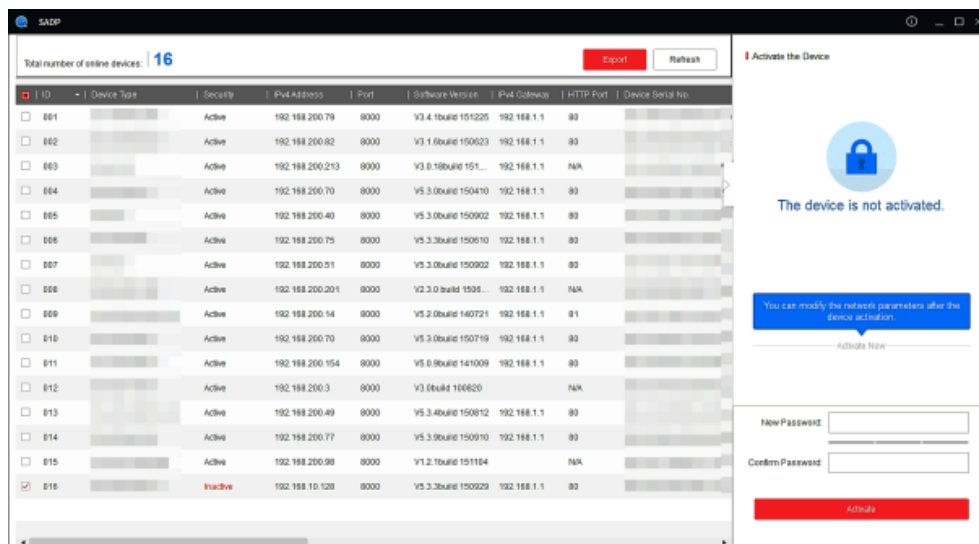 SADP
Total number of online devices: 16
Export
Refresh
ID | Device Type | Security | IPv4 Address | Port | Software Version | IPv4 Gateway | HTTP Port | Device Serial No.
001 Active 192.168.200.79 8000 V3.4.1build 151225 192.168.1.1 80
002 Active 192.168.200.82 8000 V3.1.6build 150623 192.168.1.1 80
003 Active 192.168.200.213 8000 V3.0.18build 151... 192.168.1.1 N/A
004 Active 192.168.200.70 8000 V5.3.0build 150410 192.168.1.1 80
005 Active 192.168.200.40 8000 V5.3.0build 150902 192.168.1.1 80
006 Active 192.168.200.75 8000 V5.3.3build 150610 192.168.1.1 80
007 Active 192.168.200.51 8000 V5.3.0build 150902 192.168.1.1 80
008 Active 192.168.200.201 8000 V2.3.0 build 1506... 192.168.1.1 N/A
009 Active 192.168.200.14 8000 V5.2.0build 140721 192.168.1.1 81
010 Active 192.168.200.70 8000 V5.3.0build 150719 192.168.1.1 80
011 Active 192.168.200.154 8000 V5.0.9build 141009 192.168.1.1 80
012 Active 192.168.200.3 8000 V3.0build 100820 N/A
013 Active 192.168.200.49 8000 V5.3.4build 150812 192.168.1.1 80
014 Active 192.168.200.77 8000 V5.3.9build 150910 192.168.1.1 80
015 Active 192.168.200.98 8000 V1.2.1build 151104 N/A
016 Inactive 192.168.10.128 8000 V5.3.3build 150929 192.168.1.1 80
Activate the Device
The device is not activated.
You can modify the network parameters after the
device activation.
Activate Now
New Password:
Confirm Password:
Activate